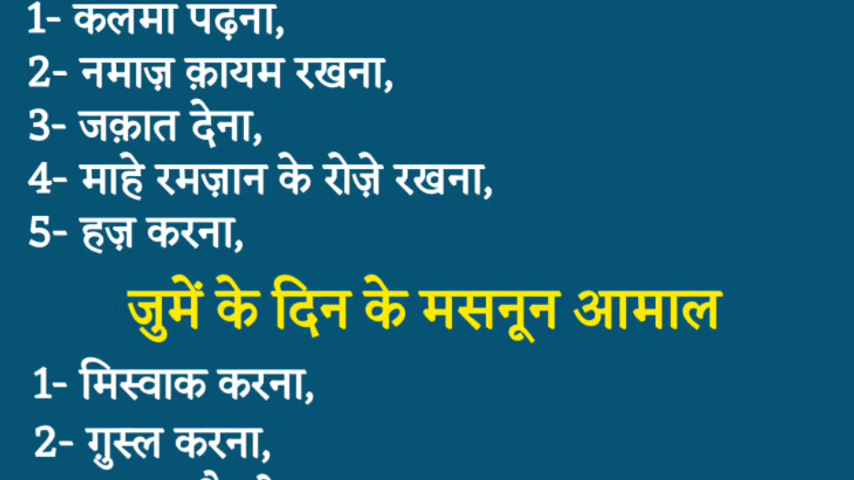 1- कलमा पढ़ना,
2- नमाज़ क़ायम रखना,
3- जक़ात देना,
4- माहे रमज़ान के रोज़े रखना,
5- हज़ करना,
जुमें के दिन के मसनून आमाल
1- मिस्वाक करना,
2- ग़ुस्ल करना,